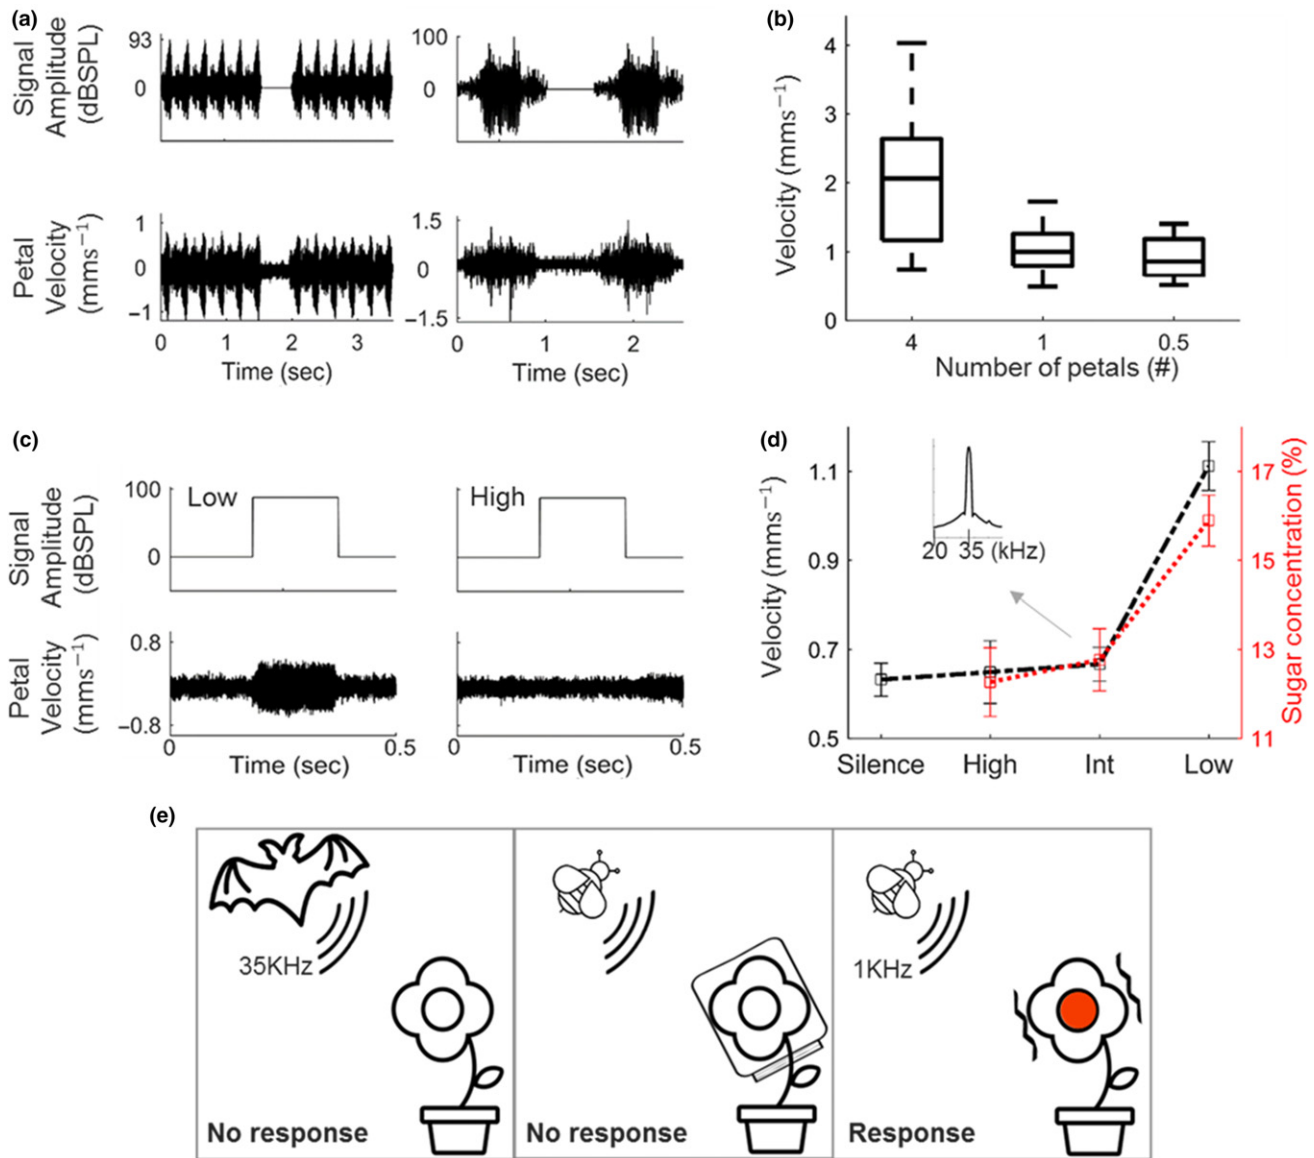 (a)
Signal
Amplitude
(dBSPL)
93
0
100
0
Petal
Velocity
(mms⁻¹)
1
0
−1
0 1 2 3
Time (sec)
1.5
0
−1.5
0 1 2
Time (sec)
(b)
Velocity (mms⁻¹)
4
3
2
1
0
4 1 0.5
Number of petals (#)
(c)
Signal
Amplitude
(dBSPL)
100
0
Low
High
Petal
Velocity
(mms⁻¹)
0.8
−0.8
0 0.5
Time (sec)
0 0.5
Time (sec)
(d)
Velocity (mms⁻¹)
1.1
0.9
0.7
0.5
20 35 (kHz)
Silence High Int Low
17
15
13
11
Sugar concentration (%)
(e)
35KHz
No response
No response
1KHz
Response